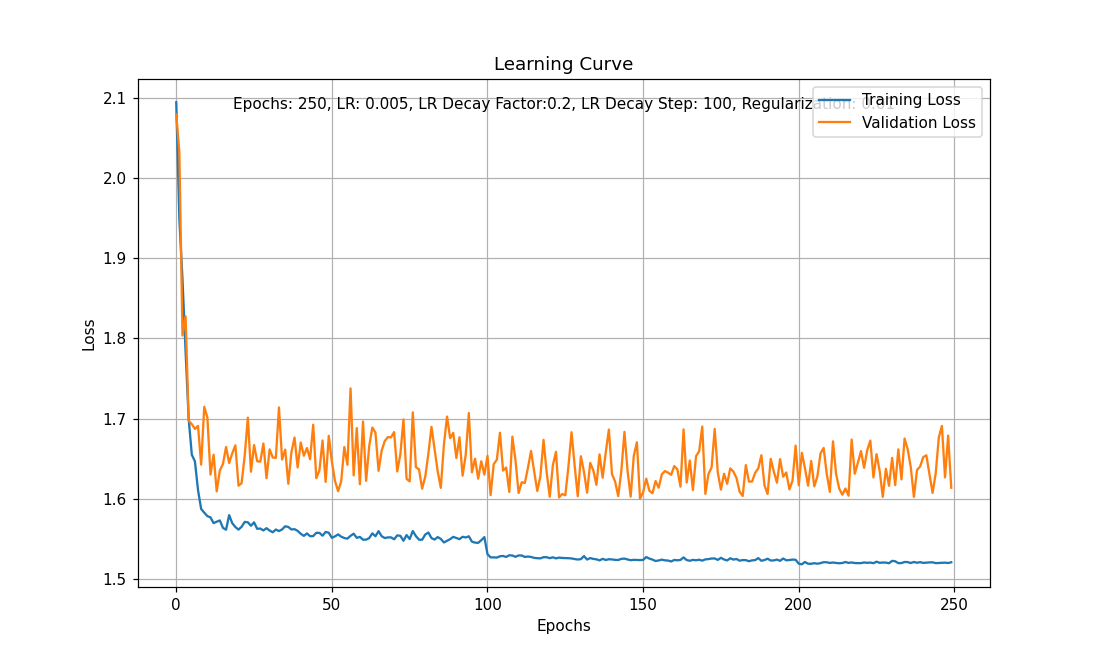 Learning Curve
Epochs: 250, LR: 0.005, LR Decay Factor:0.2, LR Decay Step: 100, Regularization: 0.01
Training Loss
Validation Loss
2.1
2.0
1.9
1.8
1.7
1.6
1.5
Loss
0 50 100 150 200 250
Epochs